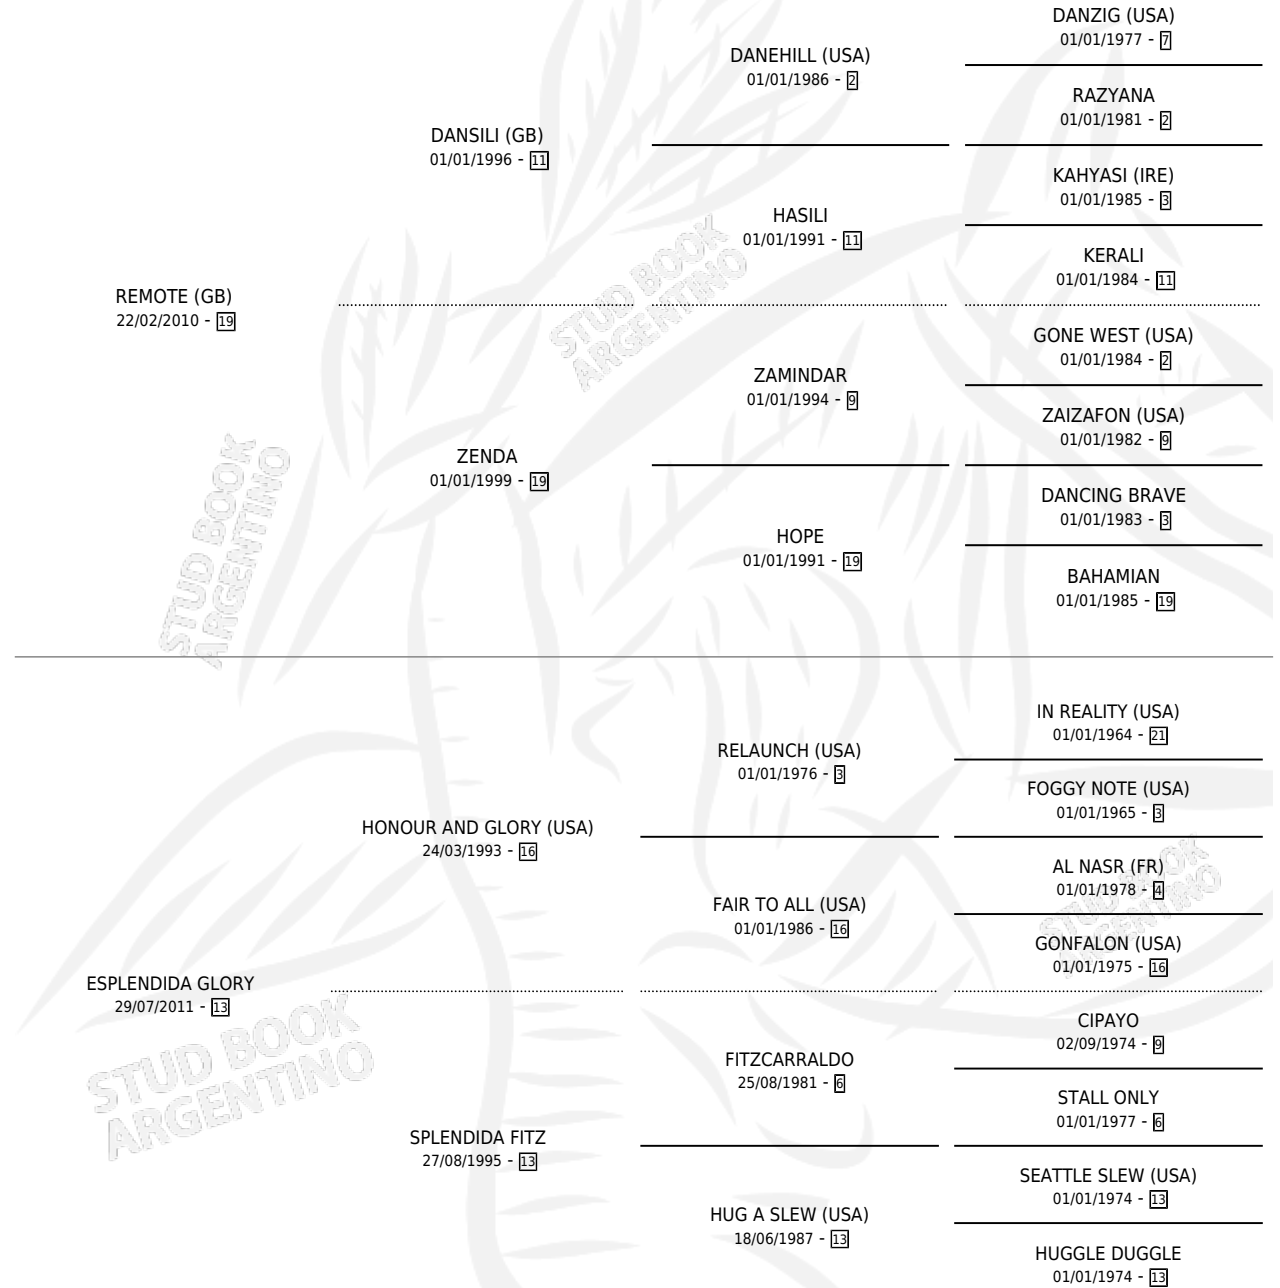 DANZIG (USA)
01/01/1977 - 7
DANEHILL (USA)
01/01/1986 - 2
RAZYANA
01/01/1981 - 2
DANSILI (GB)
01/01/1996 - 11
KAHYASI (IRE)
01/01/1985 - 3
HASILI
01/01/1991 - 11
KERALI
01/01/1984 - 11
REMOTE (GB)
22/02/2010 - 19
STUD BOOK
ARGENTINO
GONE WEST (USA)
01/01/1984 - 2
ZAMINDAR
01/01/1994 - 9
ZAIZAFON (USA)
01/01/1982 - 9
ZENDA
01/01/1999 - 19
DANCING BRAVE
01/01/1983 - 3
HOPE
01/01/1991 - 19
BAHAMIAN
01/01/1985 - 19
STUD BOOK
ARGENTINO
IN REALITY (USA)
01/01/1964 - 21
RELAUNCH (USA)
01/01/1976 - 3
FOGGY NOTE (USA)
01/01/1965 - 3
HONOUR AND GLORY (USA)
24/03/1993 - 16
AL NASR (FR)
01/01/1978 - 4
FAIR TO ALL (USA)
01/01/1986 - 16
STUD BOOK
ARGENTINO
GONFALON (USA)
01/01/1975 - 16
ESPLENDIDA GLORY
29/07/2011 - 13
STUD BOOK
ARGENTINO
CIPAYO
02/09/1974 - 9
FITZCARRALDO
25/08/1981 - 6
STALL ONLY
01/01/1977 - 6
SPLENDIDA FITZ
27/08/1995 - 13
SEATTLE SLEW (USA)
01/01/1974 - 13
HUG A SLEW (USA)
18/06/1987 - 13
HUGGLE DUGGLE
01/01/1974 - 13